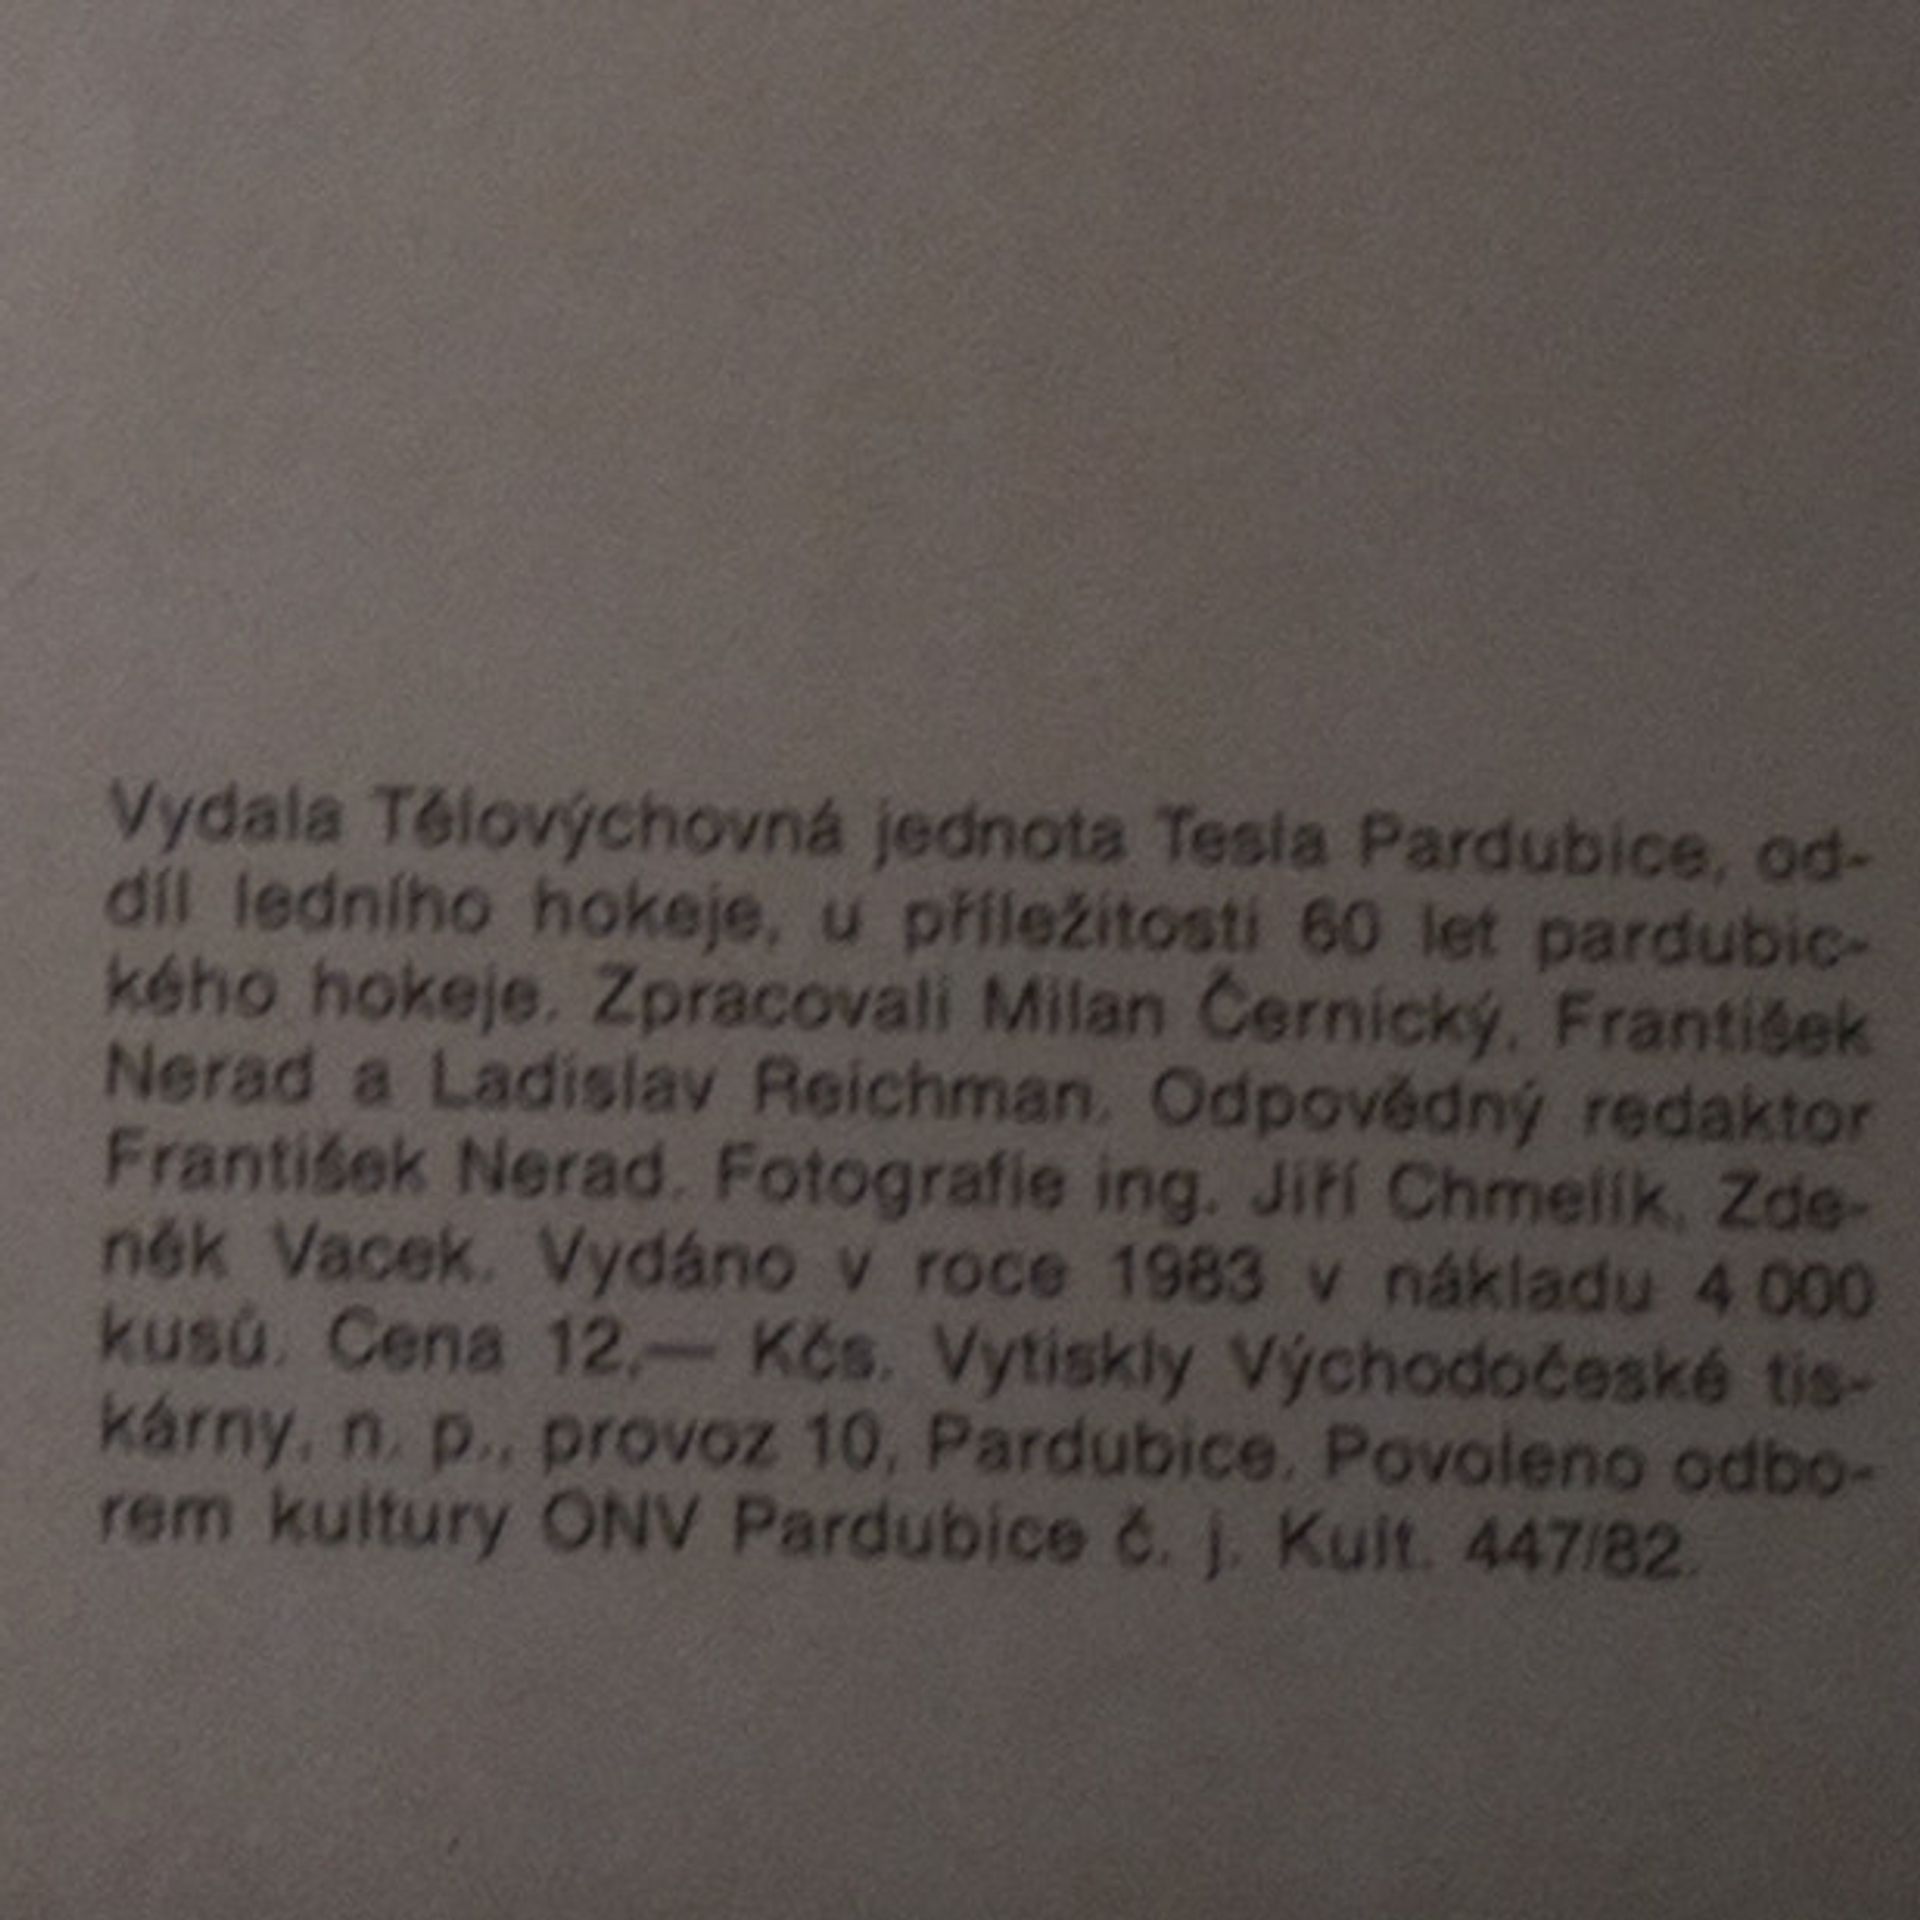 Vydala Tělovýchovná jednota Tesla Pardubice, od-
díl ledního hokeje, u příležitosti 60 let pardubic-
kého hokeje. Zpracovali Milan Černický, František
Nerad a Ladislav Reichman. Odpovědný redaktor
František Nerad. Fotografie ing. Jiří Chmelík, Zde-
něk Vacek. Vydáno v roce 1983 v nákladu 4 000
kusů. Cena 12,— Kčs. Vytiskly Východočeské tis-
kárny, n. p., provoz 10, Pardubice. Povoleno odbo-
rem kultury ONV Pardubice č. j. Kult. 447/82.